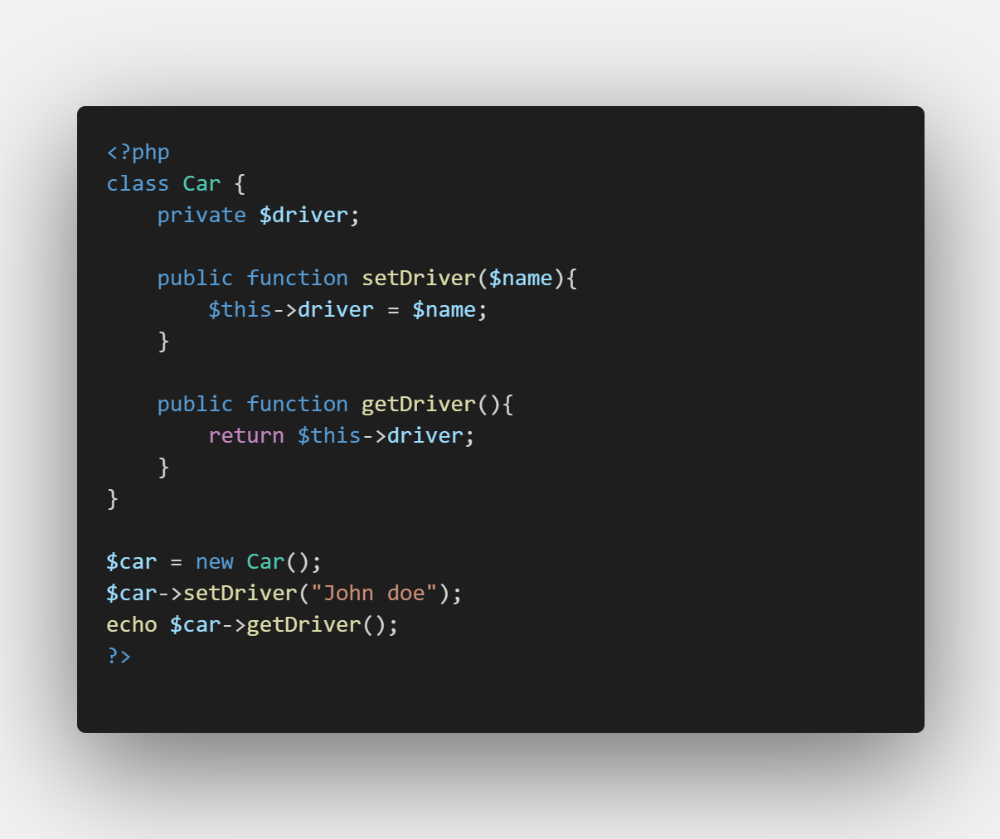 <?php
class Car {
    private $driver;

    public function setDriver($name){
        $this->driver = $name;
    }

    public function getDriver(){
        return $this->driver;
    }
}

$car = new Car();
$car->setDriver("John doe");
echo $car->getDriver();
?>